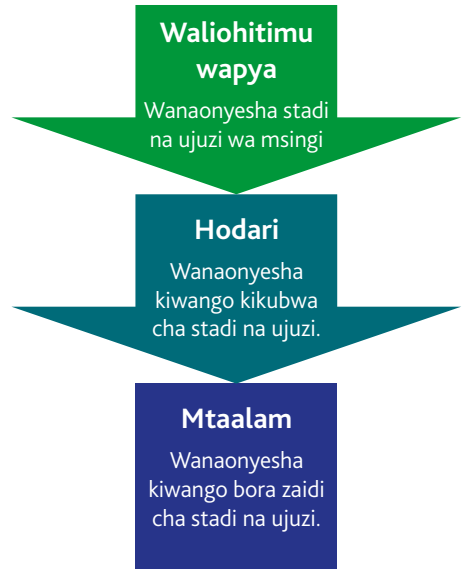 Waliohitimu
wapya
Wanaonyesha stadi
na ujuzi wa msingi
Hodari
Wanaonyesha
kiwango kikubwa
cha stadi na ujuzi.
Mtaalam
Wanaonyesha
kiwango bora zaidi
cha stadi na ujuzi.